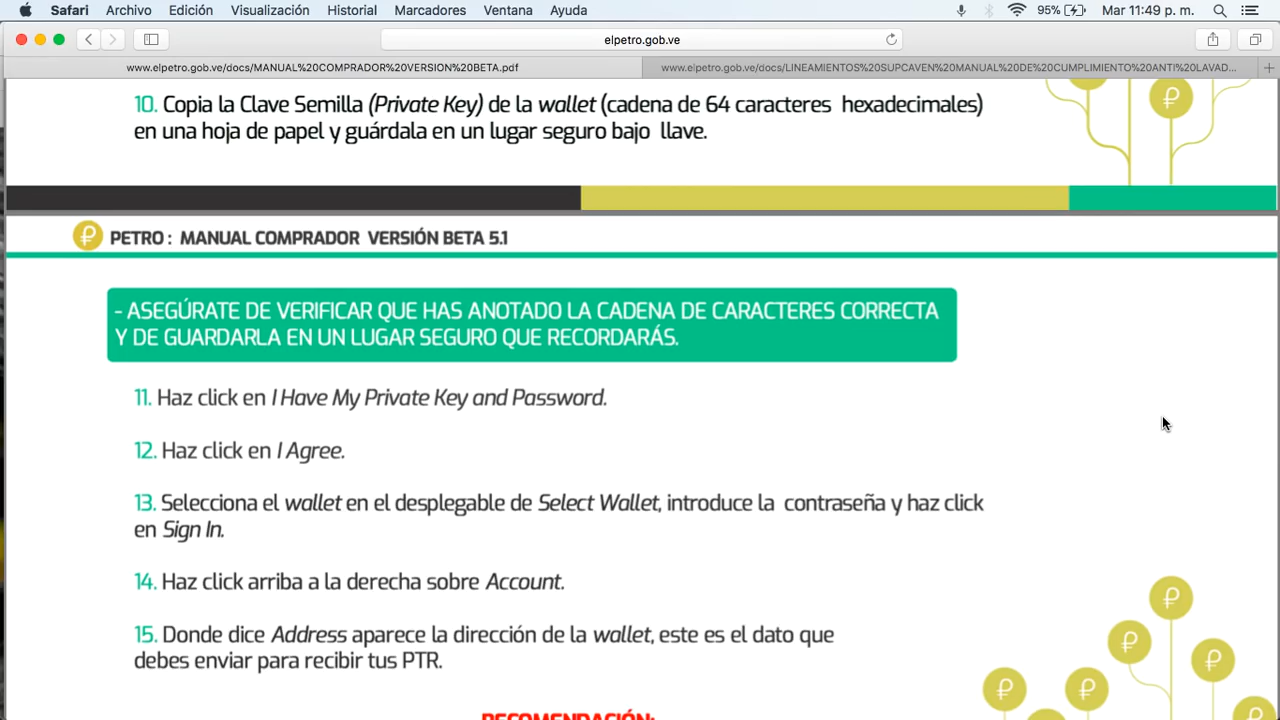 Safari Archivo Edición Visualización Historial Marcadores Ventana Ayuda 95% Mar 11:49 p. m.
elpetro.gob.ve
www.elpetro.gob.ve/docs/MANUAL%20COMPRADOR%20VERSION%20BETA.pdf www.elpetro.gob.ve/docs/LINEAMIENTOS%20SUPCAVEN%20MANUAL%20DE%20CUMPLIMIENTO%20ANTI%20LAVAD...
10. Copia la Clave Semilla (Private Key) de la wallet (cadena de 64 caracteres hexadecimales)
en una hoja de papel y guárdala en un lugar seguro bajo llave.
PETRO : MANUAL COMPRADOR VERSIÓN BETA 5.1
- ASEGÚRATE DE VERIFICAR QUE HAS ANOTADO LA CADENA DE CARACTERES CORRECTA
Y DE GUARDARLA EN UN LUGAR SEGURO QUE RECORDARÁS.
11. Haz click en I Have My Private Key and Password.
12. Haz click en I Agree.
13. Selecciona el wallet en el desplegable de Select Wallet, introduce la contraseña y haz click
en Sign In.
14. Haz click arriba a la derecha sobre Account.
15. Donde dice Address aparece la dirección de la wallet, este es el dato que
debes enviar para recibir tus PTR.
RECOMENDACIÓN: